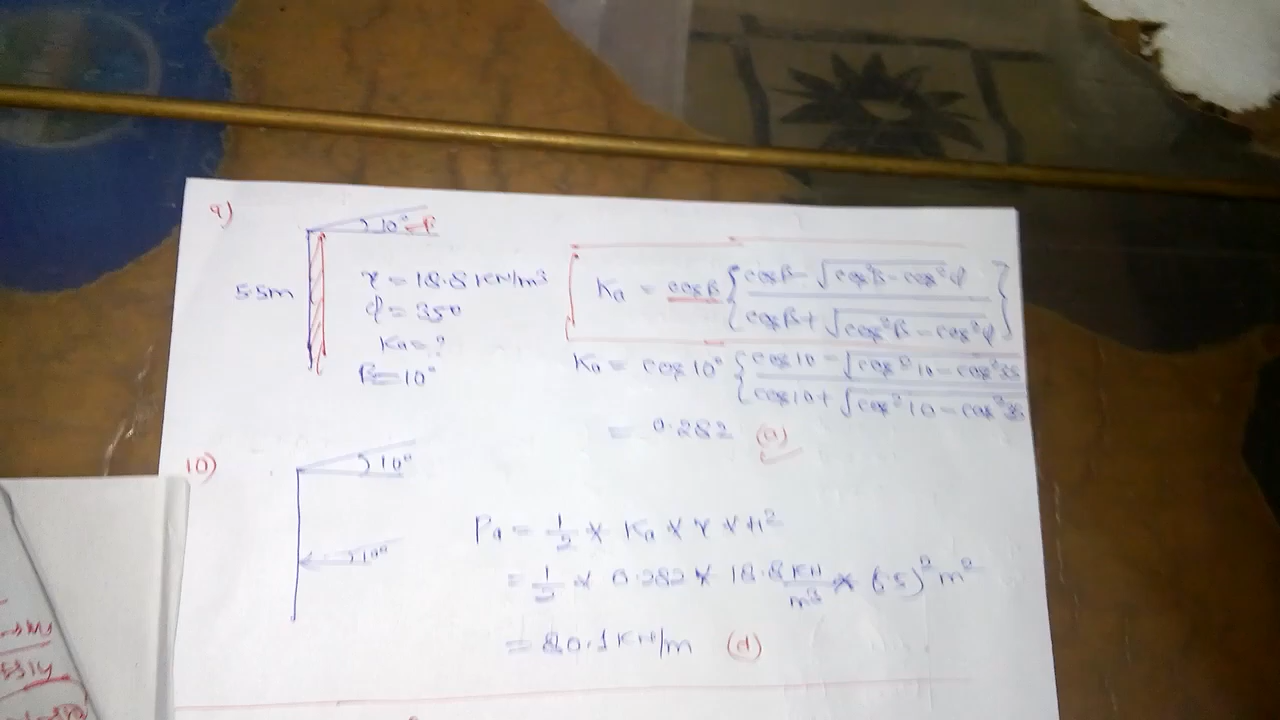 9)
10° β
5.5m
γ = 18.8 KN/m³
φ = 35°
Ka = ?
β = 10°
Ka = cosβ { cosβ - √cos²β - cos²φ / cosβ + √cos²β - cos²φ }
Ka = cos 10° { cos 10 - √cos² 10 - cos² 35 / cos 10 + √cos² 10 - cos² 35
= 0.282 (a)
10)
10°
10°
Pa = 1/2 * Ka * γ * H²
= 1/2 * 0.282 * 18.8 KN/m³ * (5.5)² m²
= 80.1 KN/m (d)